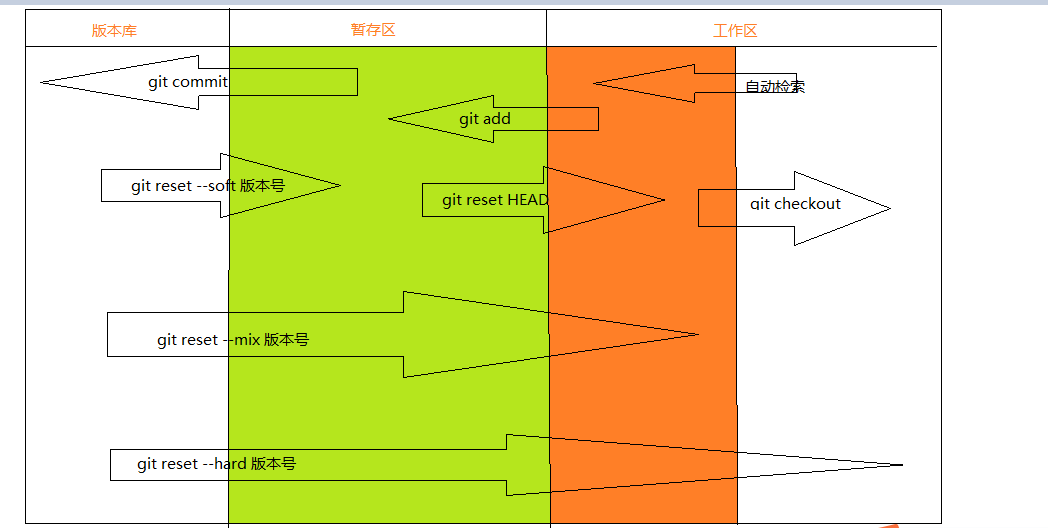 版本库 暂存区 工作区
git commit
自动检索
git add
git reset --soft 版本号
git reset HEAD
git checkout
git reset --mix 版本号
git reset --hard 版本号